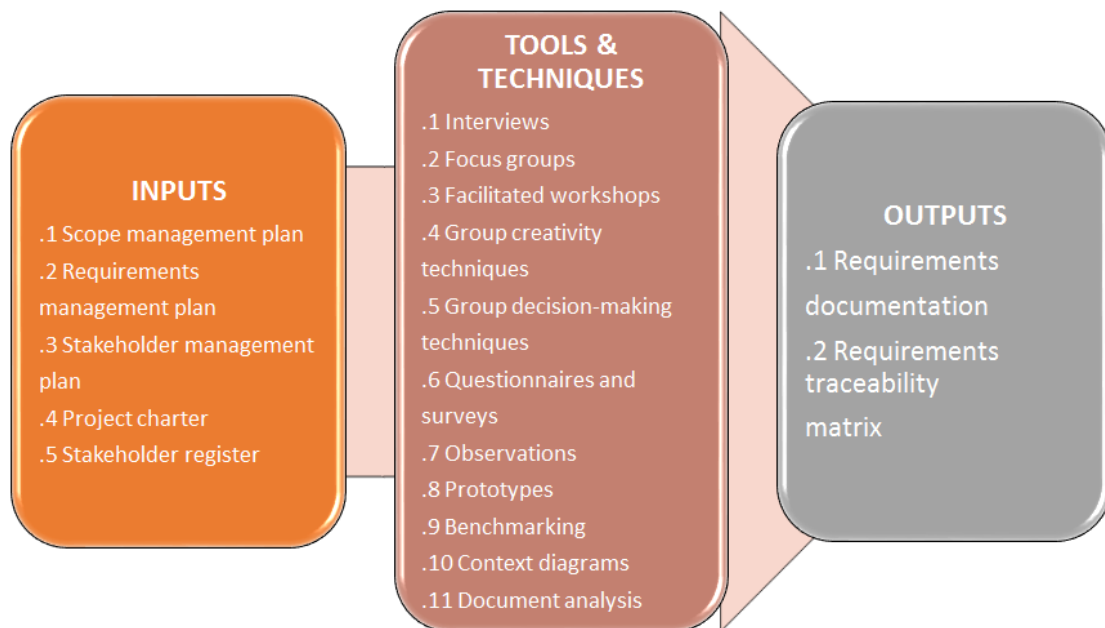 INPUTS
.1 Scope management plan
.2 Requirements
management plan
.3 Stakeholder management
plan
.4 Project charter
.5 Stakeholder register
TOOLS &
TECHNIQUES
.1 Interviews
.2 Focus groups
.3 Facilitated workshops
.4 Group creativity
techniques
.5 Group decision-making
techniques
.6 Questionnaires and
surveys
.7 Observations
.8 Prototypes
.9 Benchmarking
.10 Context diagrams
.11 Document analysis
OUTPUTS
.1 Requirements
documentation
.2 Requirements
traceability
matrix